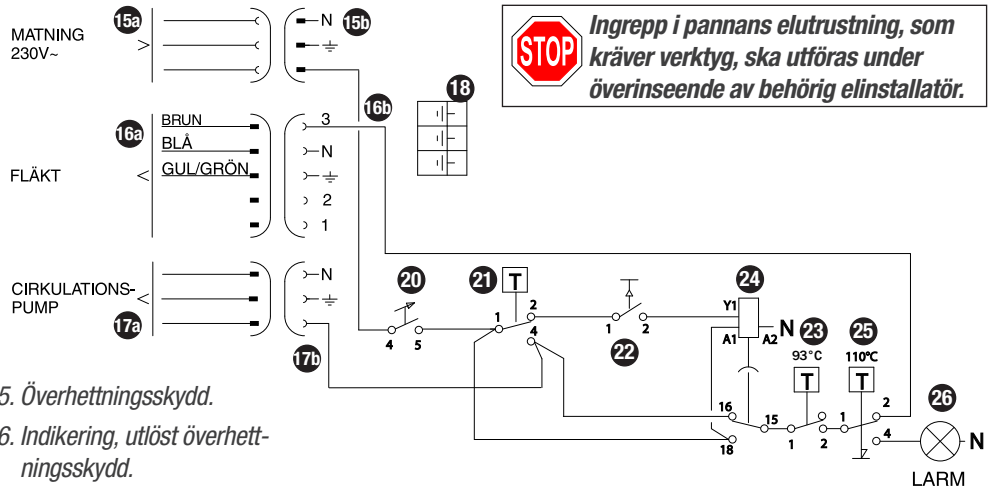 MATNING
230V~
15a
N
15b
STOP
Ingrepp i pannans elutrustning, som
kräver verktyg, ska utföras under
överinseende av behörig elinstallatör.
16b
18
16a
BRUN
3
BLÅ
N
GUL/GRÖN
FLÄKT
2
1
CIRKULATIONS-
PUMP
17a
N
17b
20
4 5
21
T
1
2
4
22
1 2
24
Y1
A1 A2
N
23
93°C
T
25
110°C
T
16
15
18
1 2
1
2
4
26
N
LARM
5. Överhettningsskydd.
6. Indikering, utlöst överhett-
ningsskydd.